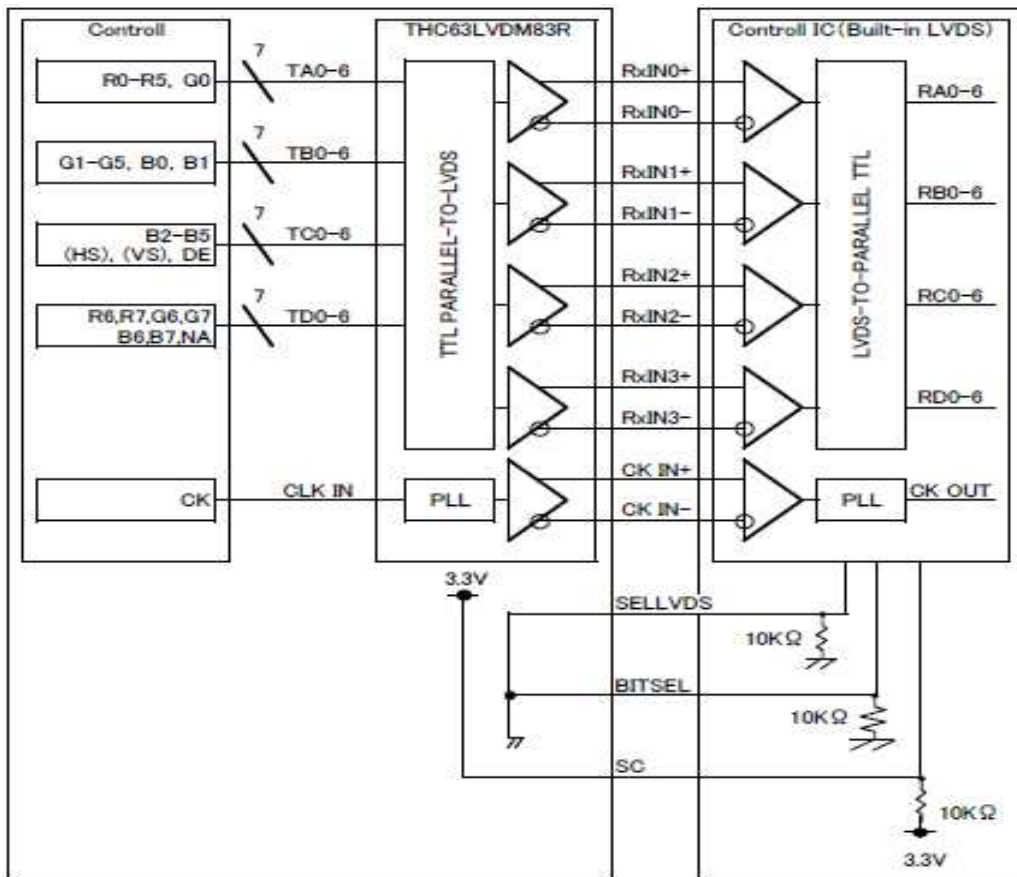 Controll
THC63LVDM83R
Controll IC(Built-in LVDS)
R0-R5, G0
7
TA0-6
RxIN0+
RxIN0-
RA0-6
G1-G5, B0, B1
7
TB0-6
RxIN1+
RxIN1-
RB0-6
B2-B5
(HS), (VS), DE
7
TC0-6
RxIN2+
RxIN2-
RC0-6
R6,R7,G6,G7
B6,B7,NA
7
TD0-6
RxIN3+
RxIN3-
RD0-6
TTL PARALLEL-TO-LVDS
LVDS-TO-PARALLEL TTL
CK
CLK IN
PLL
CK IN+
CK IN-
PLL
CK OUT
3.3V
SELLVDS
10KΩ
BITSEL
10KΩ
SC
10KΩ
3.3V